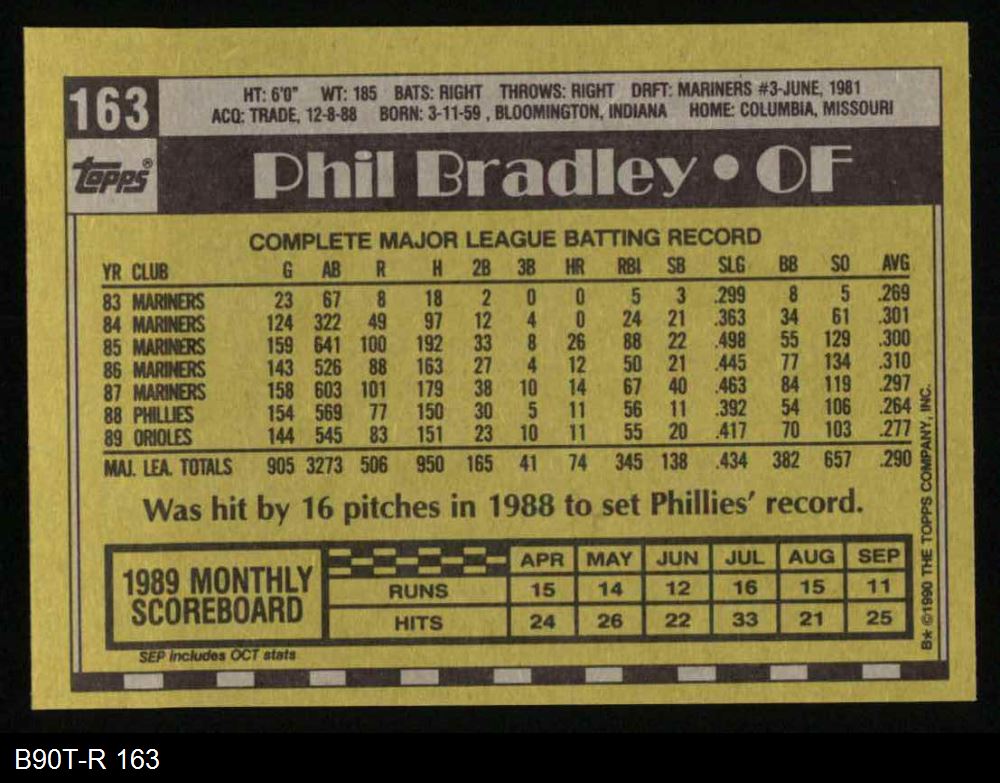 163
HT: 6'0" WT: 185 BATS: RIGHT THROWS: RIGHT DRFT: MARINERS #3-JUNE, 1981
ACQ: TRADE, 12-8-88 BORN: 3-11-59 , BLOOMINGTON, INDIANA HOME: COLUMBIA, MISSOURI
topps®
Phil Bradley • OF
COMPLETE MAJOR LEAGUE BATTING RECORD
YR CLUB G AB R H 2B 3B HR RBI SB SLG BB SO AVG
83 MARINERS 23 67 8 18 2 0 0 5 3 .299 8 5 .269
84 MARINERS 124 322 49 97 12 4 0 24 21 .363 34 61 .301
85 MARINERS 159 641 100 192 33 8 26 88 22 .498 55 129 .300
86 MARINERS 143 526 88 163 27 4 12 50 21 .445 77 134 .310
87 MARINERS 158 603 101 179 38 10 14 67 40 .463 84 119 .297
88 PHILLIES 154 569 77 150 30 5 11 56 11 .392 54 106 .264
89 ORIOLES 144 545 83 151 23 10 11 55 20 .417 70 103 .277
MAJ. LEA. TOTALS 905 3273 506 950 165 41 74 345 138 .434 382 657 .290
Was hit by 16 pitches in 1988 to set Phillies' record.
1989 MONTHLY
SCOREBOARD
APR MAY JUN JUL AUG SEP
RUNS 15 14 12 16 15 11
HITS 24 26 22 33 21 25
SEP includes OCT stats
B* ©1990 THE TOPPS COMPANY, INC.
B90T-R 163